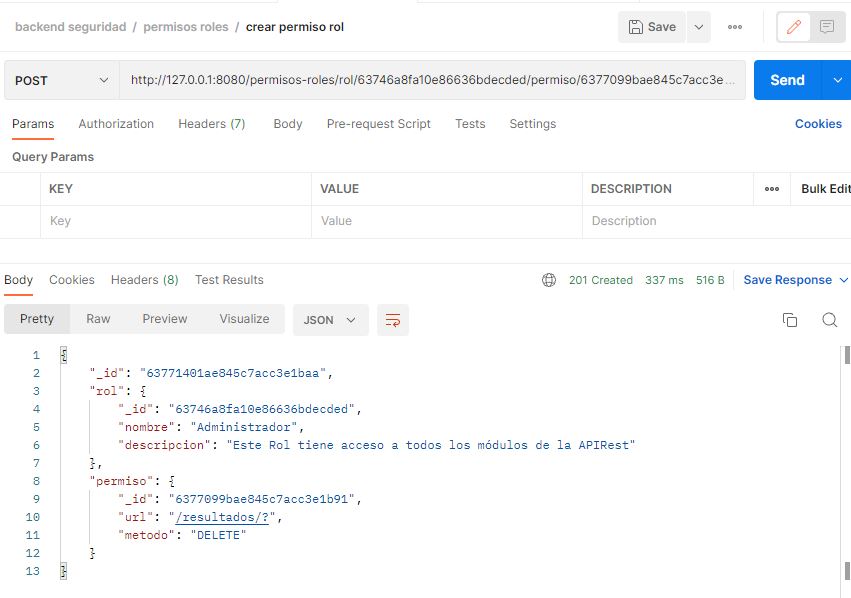 backend seguridad / permisos roles / crear permiso rol
Save
POST
http://127.0.0.1:8080/permisos-roles/rol/63746a8fa10e86636bdecded/permiso/6377099bae845c7acc3e...
Send
Params Authorization Headers (7) Body Pre-request Script Tests Settings Cookies
Query Params
KEY VALUE DESCRIPTION Bulk Edit
Key Value Description
Body Cookies Headers (8) Test Results 201 Created 337 ms 516 B Save Response
Pretty Raw Preview Visualize JSON
1 {
2 "_id": "63771401ae845c7acc3e1baa",
3 "rol": {
4 "_id": "63746a8fa10e86636bdecded",
5 "nombre": "Administrador",
6 "descripcion": "Este Rol tiene acceso a todos los módulos de la APIRest"
7 },
8 "permiso": {
9 "_id": "6377099bae845c7acc3e1b91",
10 "url": "/resultados/?",
11 "metodo": "DELETE"
12 }
13 }